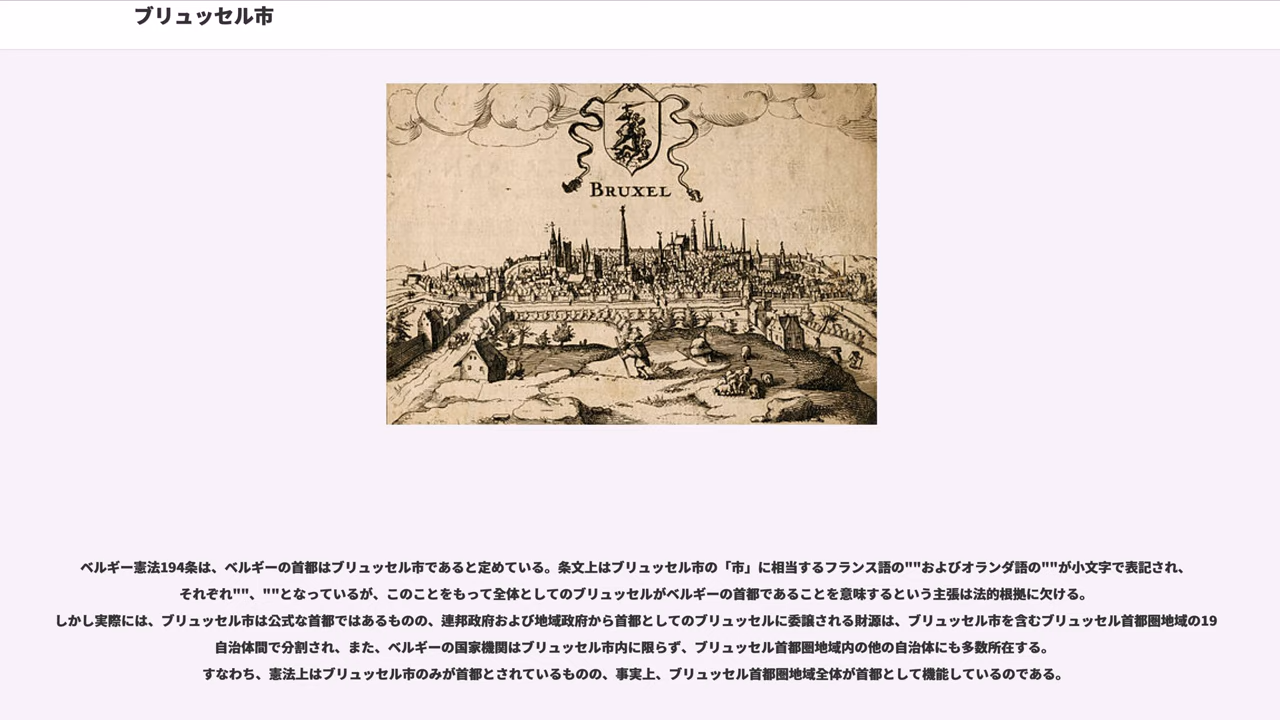 ブリュッセル市
BRUXEL
ベルギー憲法194条は、ベルギーの首都はブリュッセル市であると定めている。条文上はブリュッセル市の「市」に相当するフランス語の""およびオランダ語の""が小文字で表記され、
それぞれ""、""となっているが、このことをもって全体としてのブリュッセルがベルギーの首都であることを意味するという主張は法的根拠に欠ける。
しかし実際には、ブリュッセル市は公式な首都ではあるものの、連邦政府および地域政府から首都としてのブリュッセルに委譲される財源は、ブリュッセル市を含むブリュッセル首都圏地域の19
自治体間で分割され、また、ベルギーの国家機関はブリュッセル市内に限らず、ブリュッセル首都圏地域内の他の自治体にも多数所在する。
すなわち、憲法上はブリュッセル市のみが首都とされているものの、事実上、ブリュッセル首都圏地域全体が首都として機能しているのである。